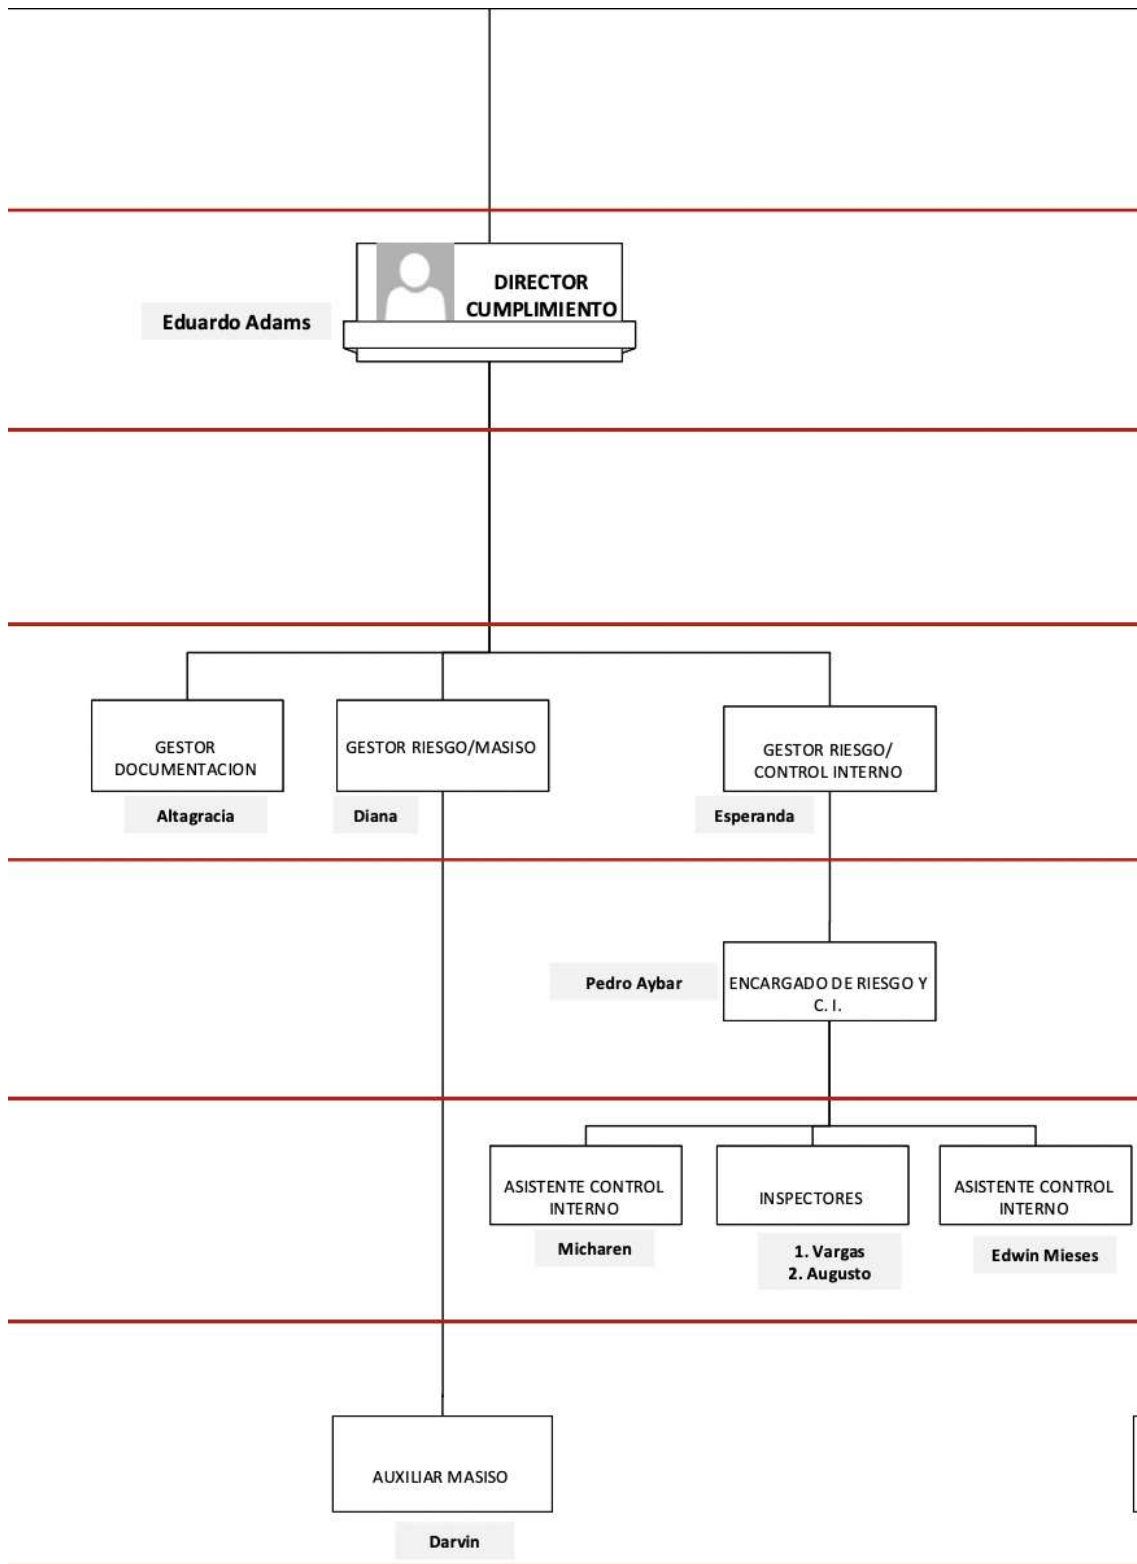 DIRECTOR
CUMPLIMIENTO
Eduardo Adams
GESTOR
DOCUMENTACION
Altagracia
GESTOR RIESGO/MASISO
Diana
GESTOR RIESGO/
CONTROL INTERNO
Esperanda
Pedro Aybar
ENCARGADO DE RIESGO Y
C. I.
ASISTENTE CONTROL
INTERNO
Micharen
INSPECTORES
1. Vargas
2. Augusto
ASISTENTE CONTROL
INTERNO
Edwin Mieses
AUXILIAR MASISO
Darvin